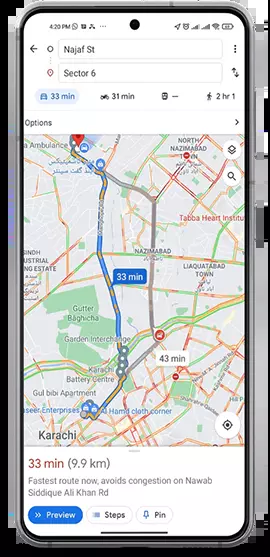 4:20 PM
Najaf St
Sector 6
33 min
31 min
2 hr 1
Options
a Ambulance
NORTH
NAZIMABAD
Tabba Heart Institu
SINDH
USTRIAL
NG ESTATE
NAZIMABAD
LIAQUATABAD
TOWN
33 min
Gutter
Baghicha
Garden Interchange
43 min
Karachi
Battery Centre
Gul bibi Apartment
aseer Enterprises
Al Hamd cloth corner
Karachi
33 min (9.9 km)
Fastest route now, avoids congestion on Nawab
Siddique Ali Khan Rd
Preview
Steps
Pin